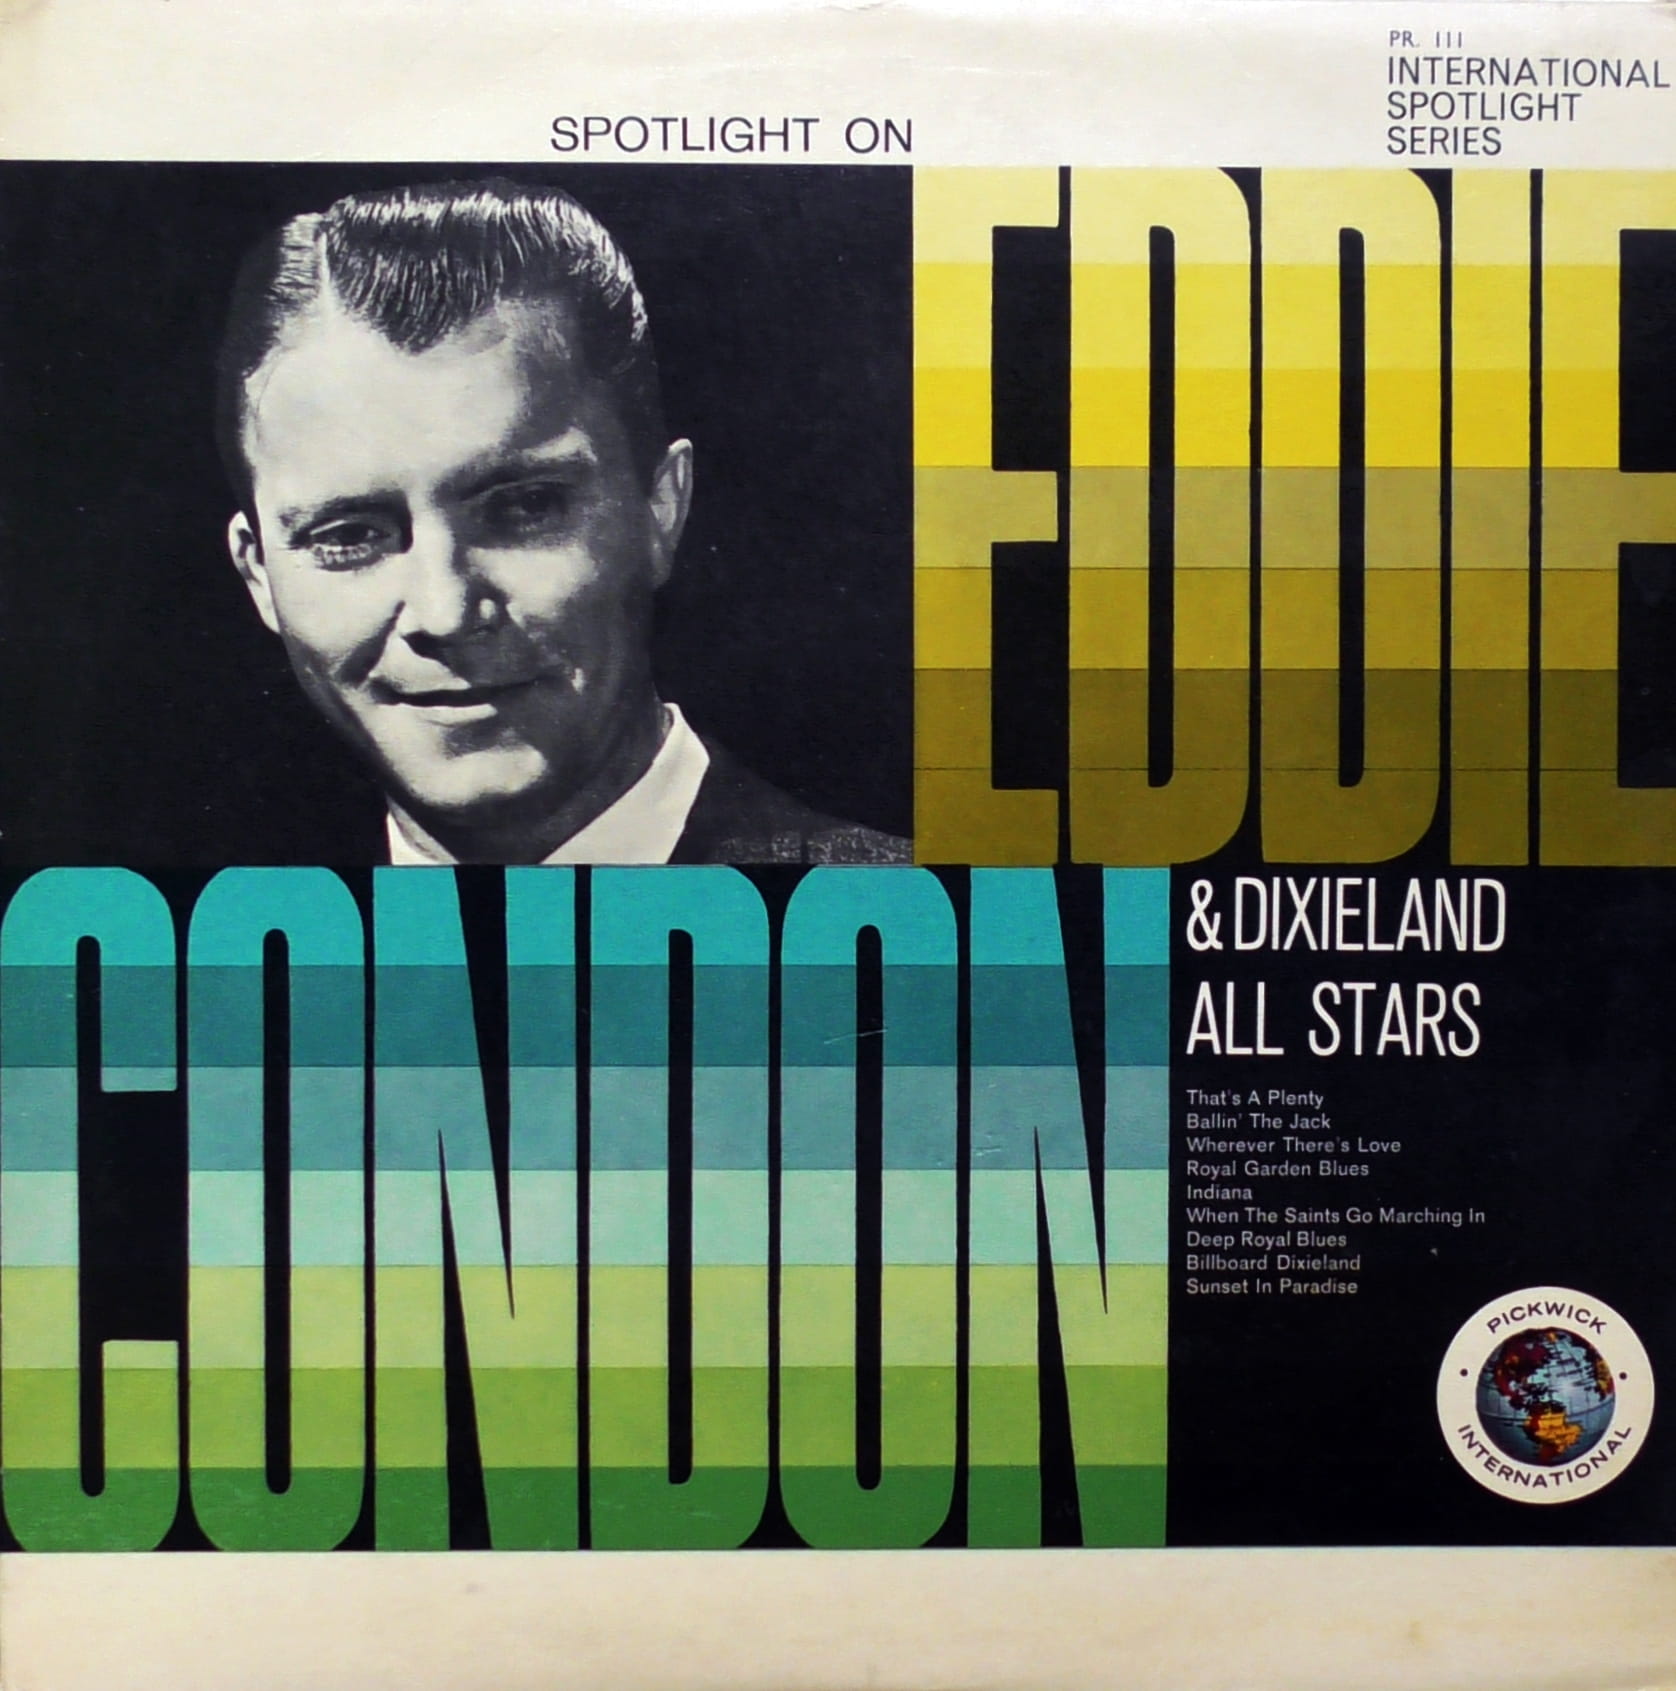 PR. 111
INTERNATIONAL
SPOTLIGHT
SERIES
SPOTLIGHT ON
EDDIE
CONDON
& DIXIELAND
ALL STARS
That's A Plenty
Ballin' The Jack
Wherever There's Love
Royal Garden Blues
Indiana
When The Saints Go Marching In
Deep Royal Blues
Billboard Dixieland
Sunset In Paradise
PICKWICK
INTERNATIONAL